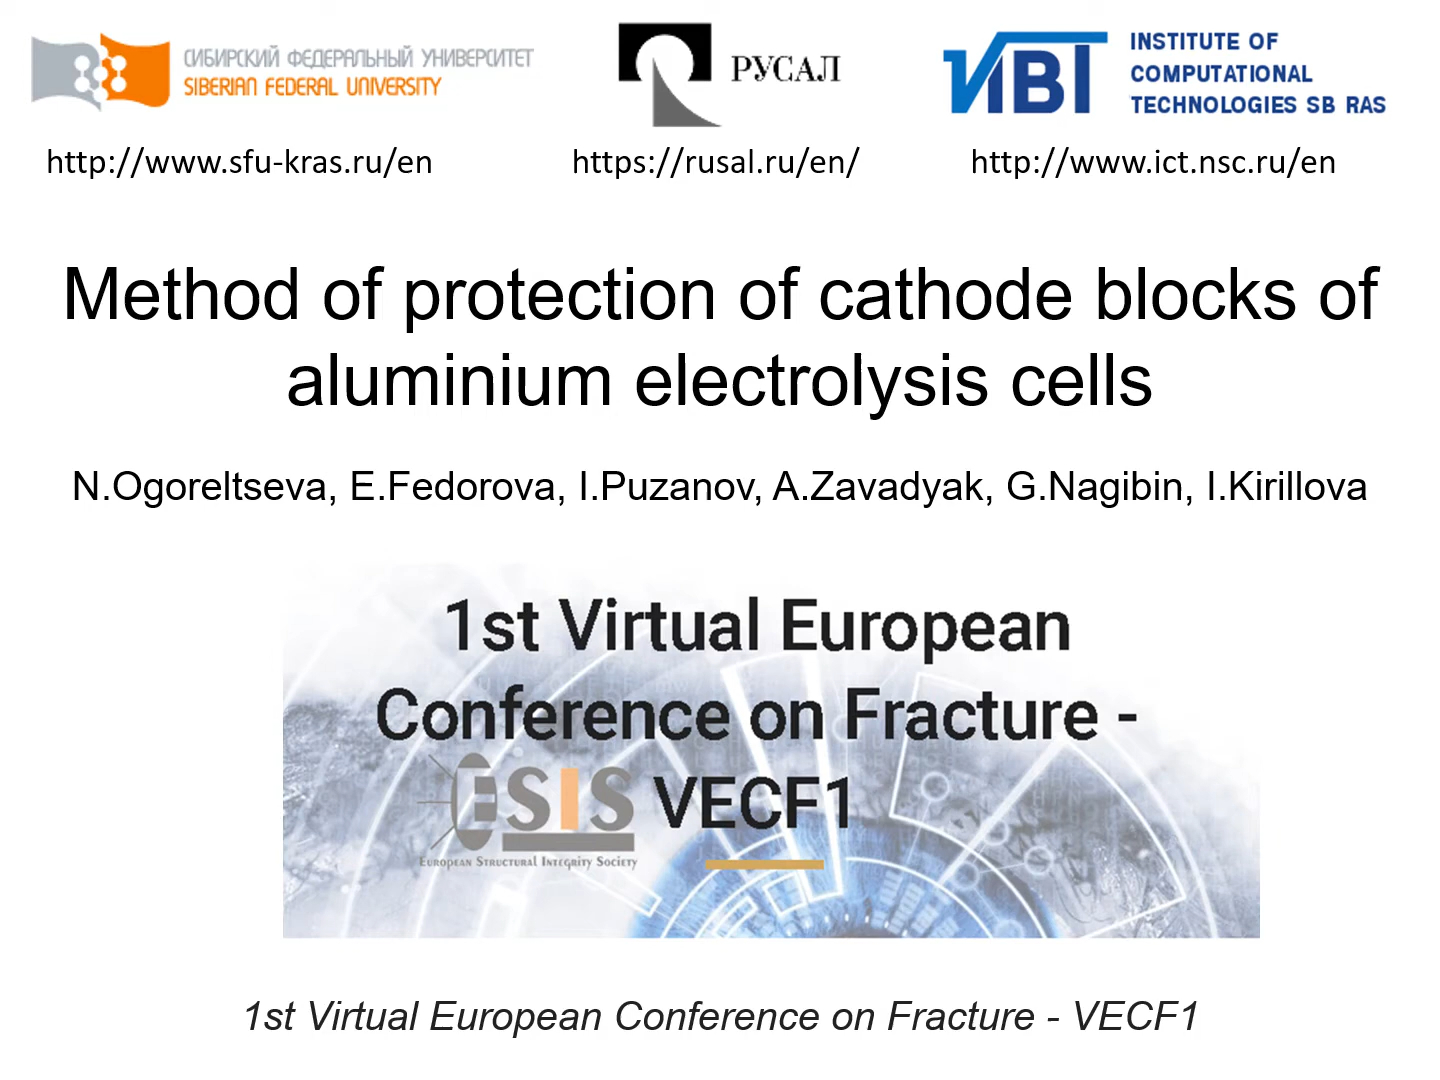 СИБИРСКИЙ ФЕДЕРАЛЬНЫЙ УНИВЕРСИТЕТ
SIBERIAN FEDERAL UNIVERSITY
РУСАЛ
ИВТ
INSTITUTE OF
COMPUTATIONAL
TECHNOLOGIES SB RAS
http://www.sfu-kras.ru/en
https://rusal.ru/en/
http://www.ict.nsc.ru/en
Method of protection of cathode blocks of
aluminium electrolysis cells
N.Ogoreltseva, E.Fedorova, I.Puzanov, A.Zavadyak, G.Nagibin, I.Kirillova
1st Virtual European
Conference on Fracture -
VECF1
ESIS
European Structural Integrity Society
1st Virtual European Conference on Fracture - VECF1